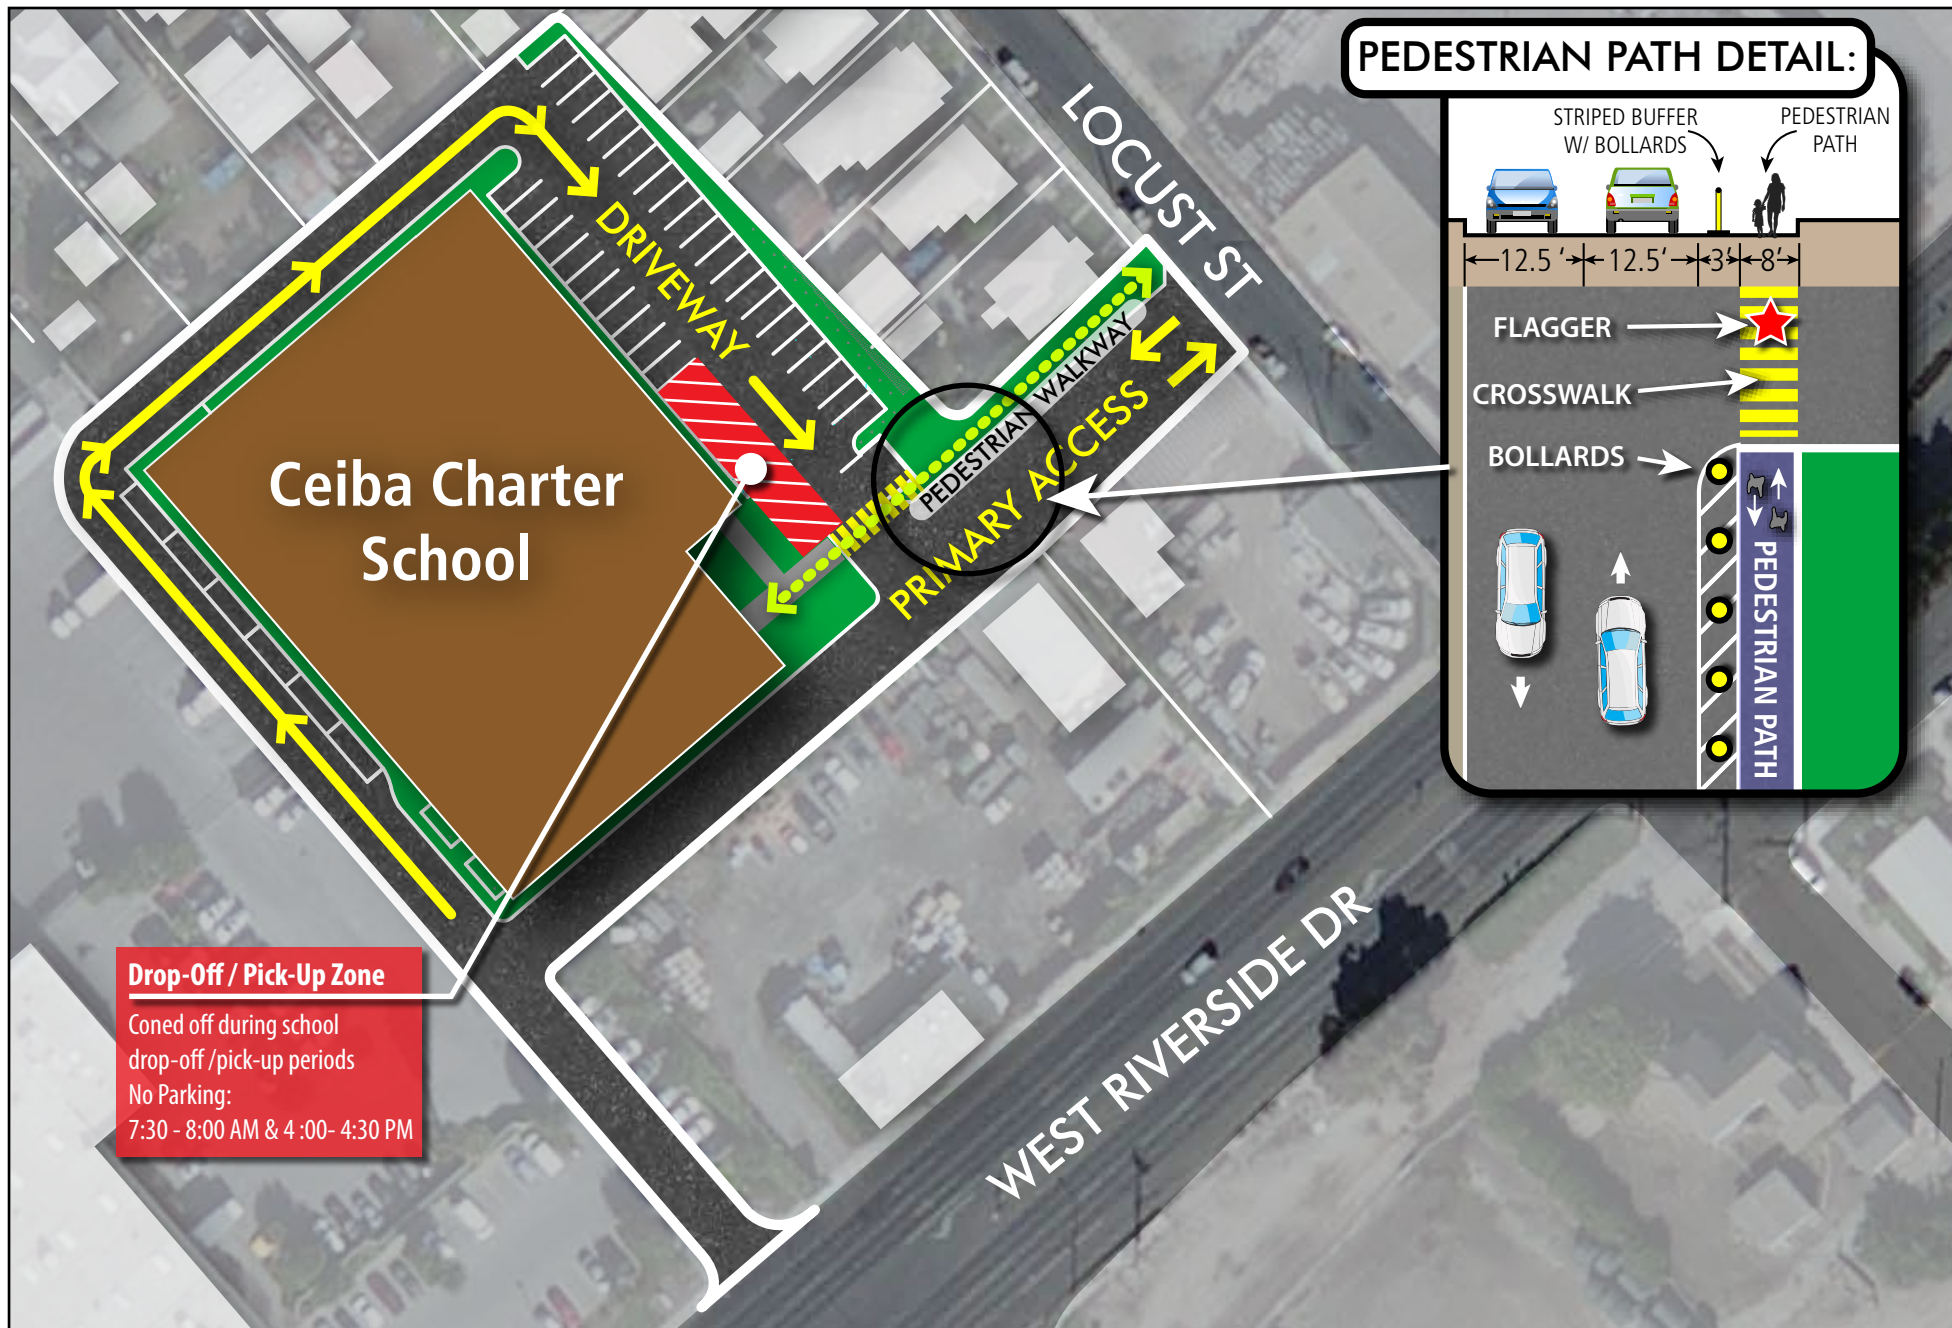 PEDESTRIAN PATH DETAIL:
STRIPED BUFFER
W/ BOLLARDS
PEDESTRIAN
PATH
12.5 '
12.5'
3'
8'
FLAGGER
CROSSWALK
BOLLARDS
PEDESTRIAN PATH
LOCUST ST
DRIVEWAY
PEDESTRIAN WALKWAY
PRIMARY ACCESS
Ceiba Charter
School
WEST RIVERSIDE DR
Drop-Off / Pick-Up Zone
Coned off during school
drop-off /pick-up periods
No Parking:
7:30 - 8:00 AM & 4 :00- 4:30 PM